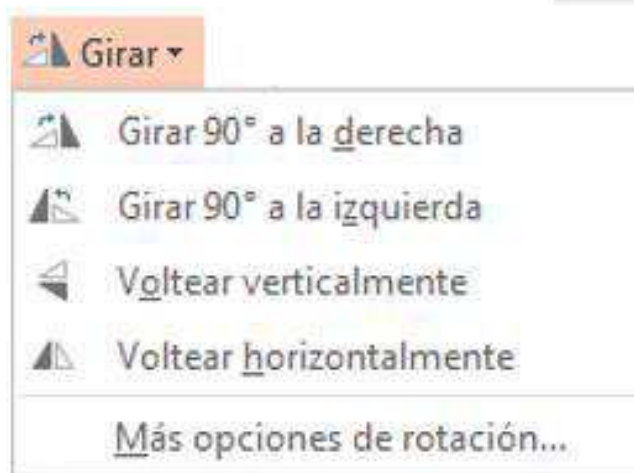 Girar
Girar 90° a la derecha
Girar 90° a la izquierda
Voltear verticalmente
Voltear horizontalmente
Más opciones de rotación...